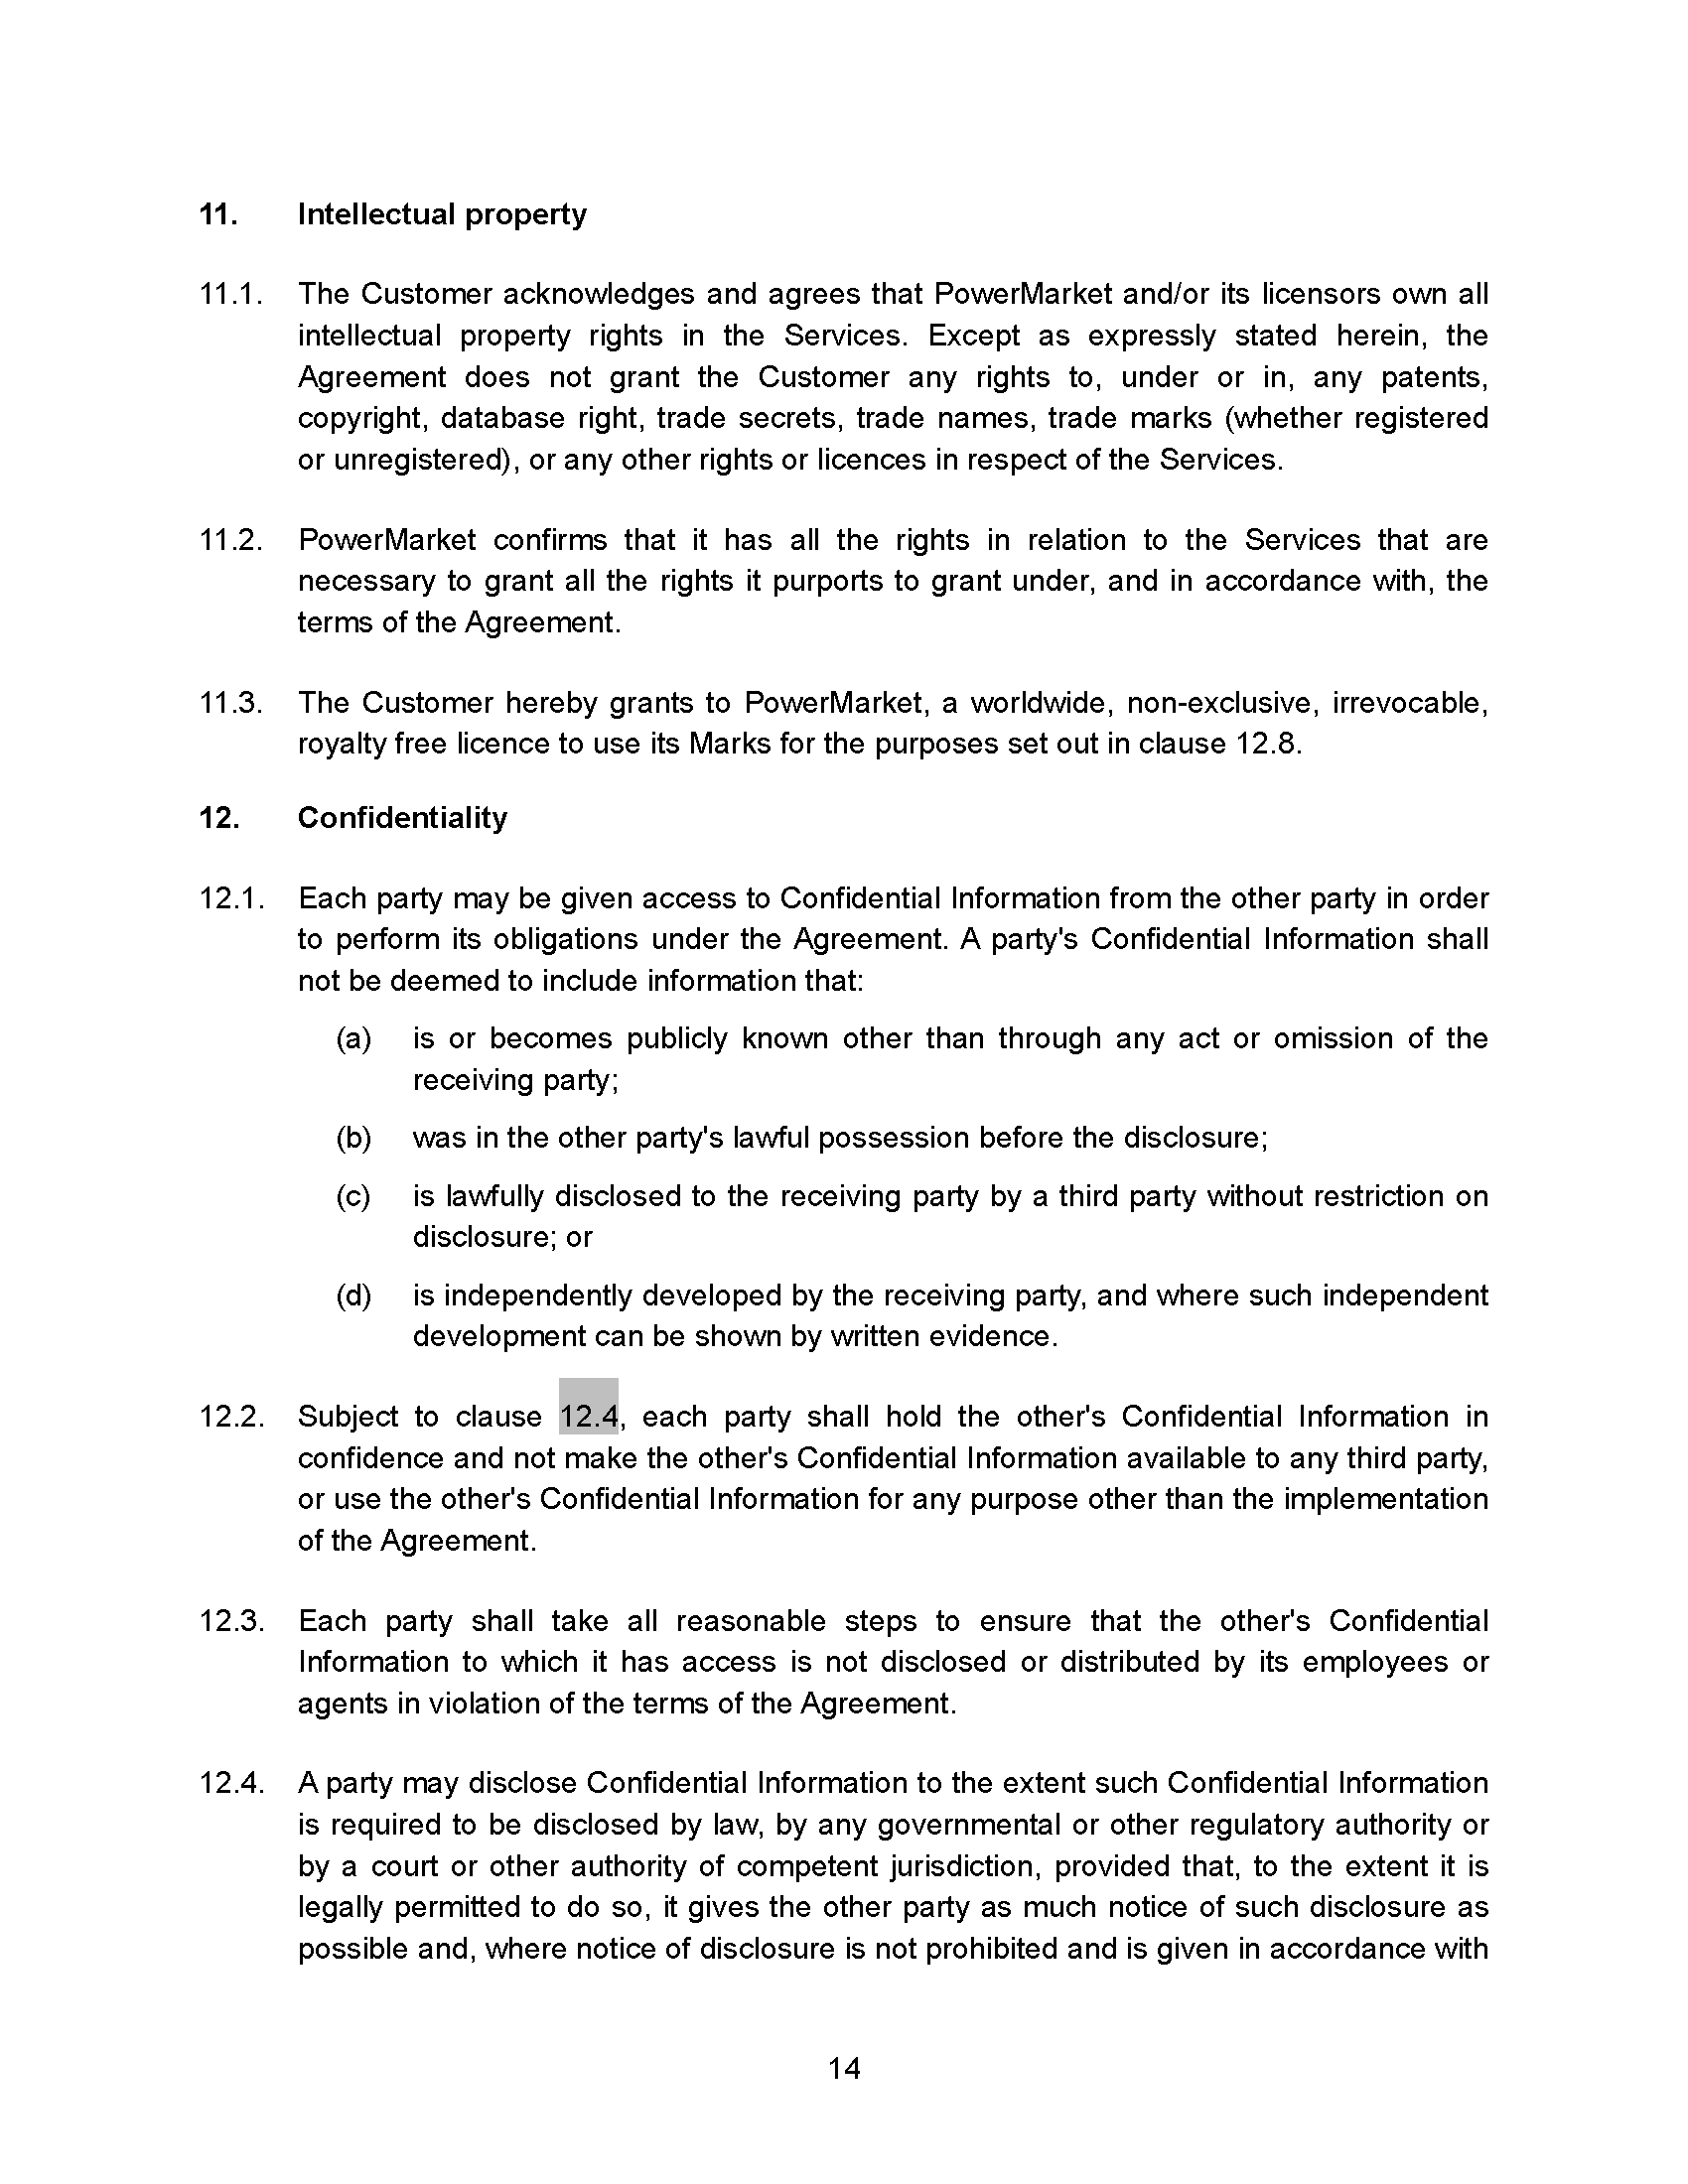 11. Intellectual property
11.1. The Customer acknowledges and agrees that PowerMarket and/or its licensors own all
intellectual property rights in the Services. Except as expressly stated herein, the
Agreement does not grant the Customer any rights to, under or in, any patents,
copyright, database right, trade secrets, trade names, trade marks (whether registered
or unregistered), or any other rights or licences in respect of the Services.
11.2. PowerMarket confirms that it has all the rights in relation to the Services that are
necessary to grant all the rights it purports to grant under, and in accordance with, the
terms of the Agreement.
11.3. The Customer hereby grants to PowerMarket, a worldwide, non-exclusive, irrevocable,
royalty free licence to use its Marks for the purposes set out in clause 12.8.
12. Confidentiality
12.1. Each party may be given access to Confidential Information from the other party in order
to perform its obligations under the Agreement. A party's Confidential Information shall
not be deemed to include information that:
(a) is or becomes publicly known other than through any act or omission of the
receiving party;
(b) was in the other party's lawful possession before the disclosure;
(c) is lawfully disclosed to the receiving party by a third party without restriction on
disclosure; or
(d) is independently developed by the receiving party, and where such independent
development can be shown by written evidence.
12.2. Subject to clause 12.4, each party shall hold the other's Confidential Information in
confidence and not make the other's Confidential Information available to any third party,
or use the other's Confidential Information for any purpose other than the implementation
of the Agreement.
12.3. Each party shall take all reasonable steps to ensure that the other's Confidential
Information to which it has access is not disclosed or distributed by its employees or
agents in violation of the terms of the Agreement.
12.4. A party may disclose Confidential Information to the extent such Confidential Information
is required to be disclosed by law, by any governmental or other regulatory authority or
by a court or other authority of competent jurisdiction, provided that, to the extent it is
legally permitted to do so, it gives the other party as much notice of such disclosure as
possible and, where notice of disclosure is not prohibited and is given in accordance with
14